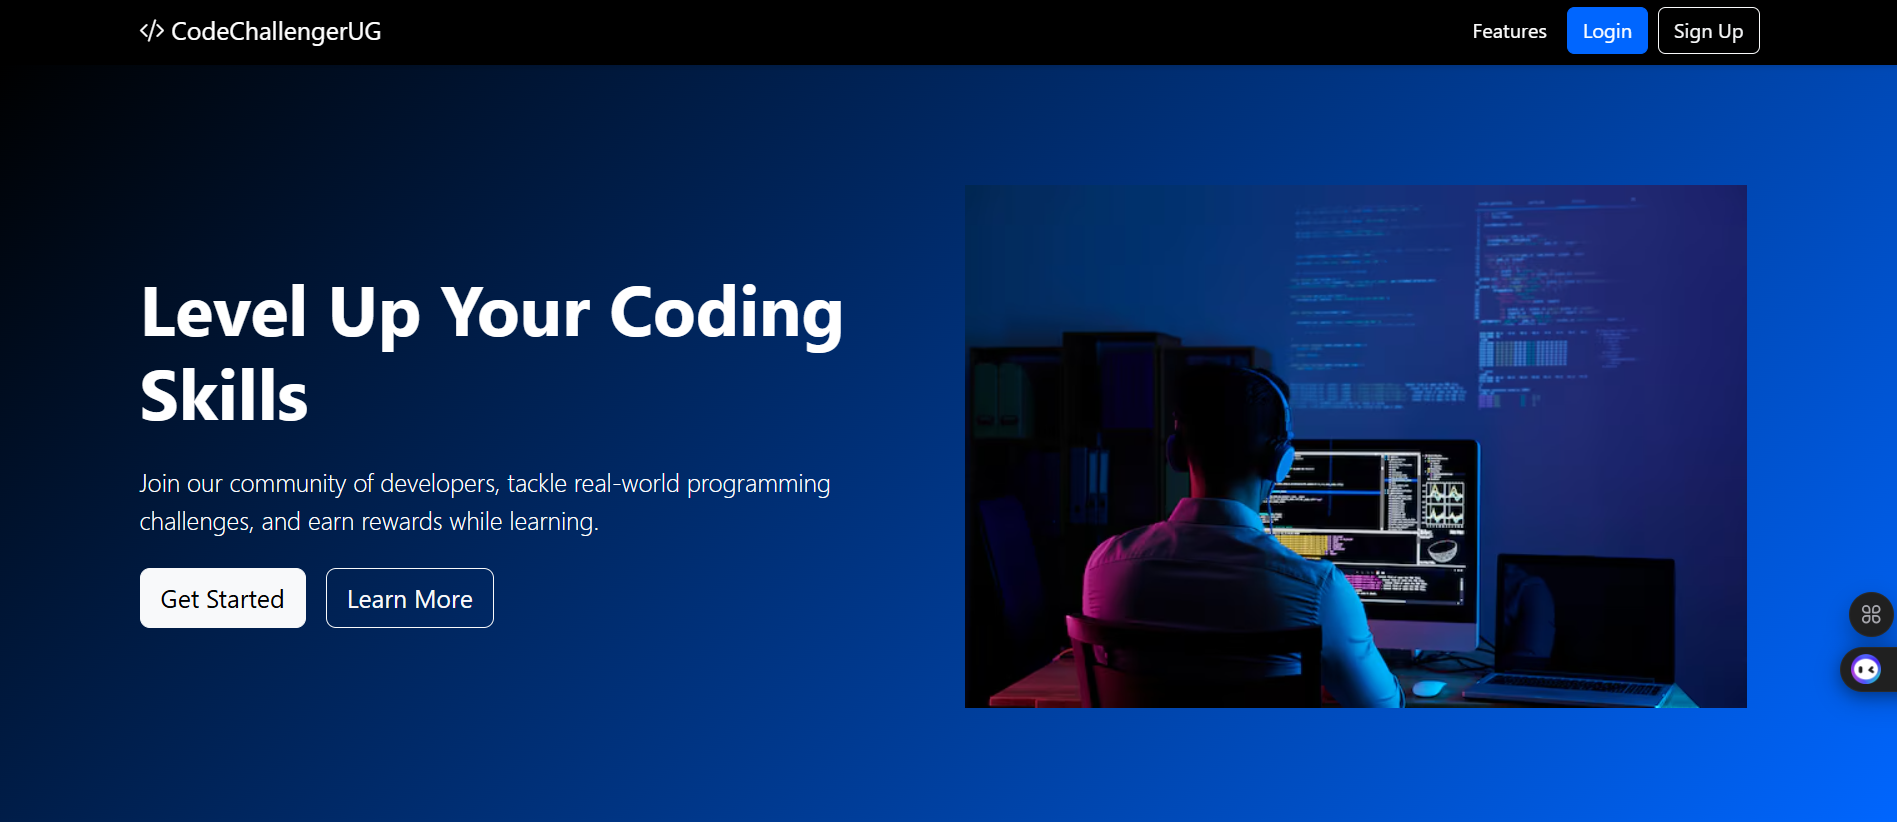 CodeChallengerUG
Features
Login
Sign Up
Level Up Your Coding
Skills
Join our community of developers, tackle real-world programming
challenges, and earn rewards while learning.
Get Started
Learn More